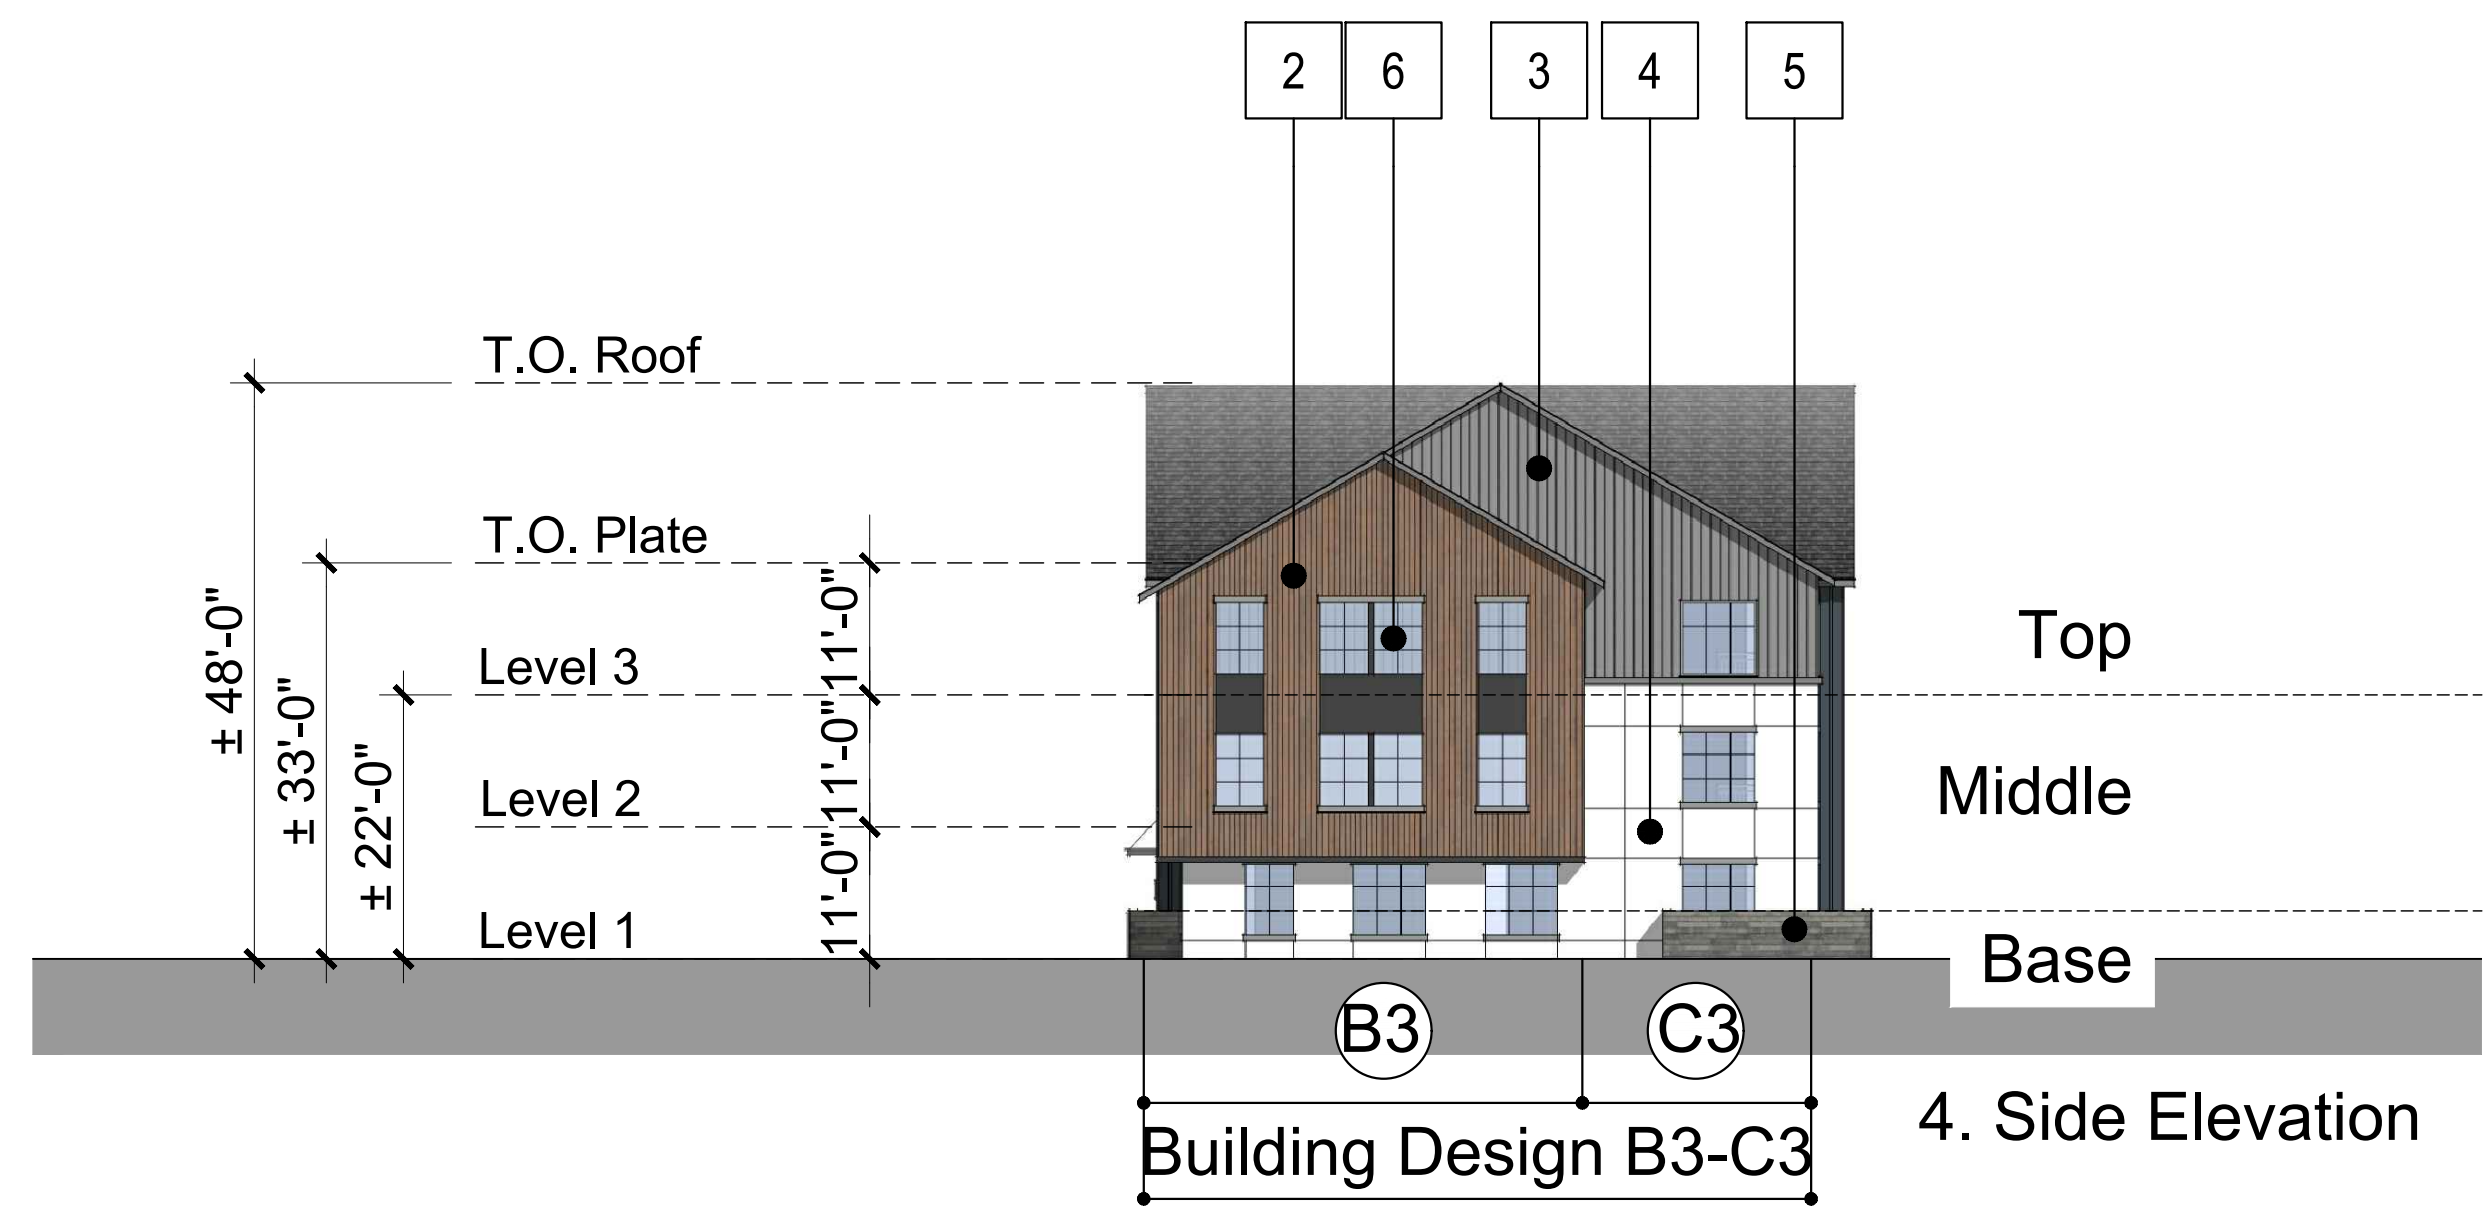 2 6 3 4 5
T.O. Roof
T.O. Plate
Level 3
Level 2
Level 1
± 48'-0"
± 33'-0"
± 22'-0"
11'-0"
11'-0"
11'-0"
Top
Middle
Base
B3 C3
Building Design B3-C3
4. Side Elevation